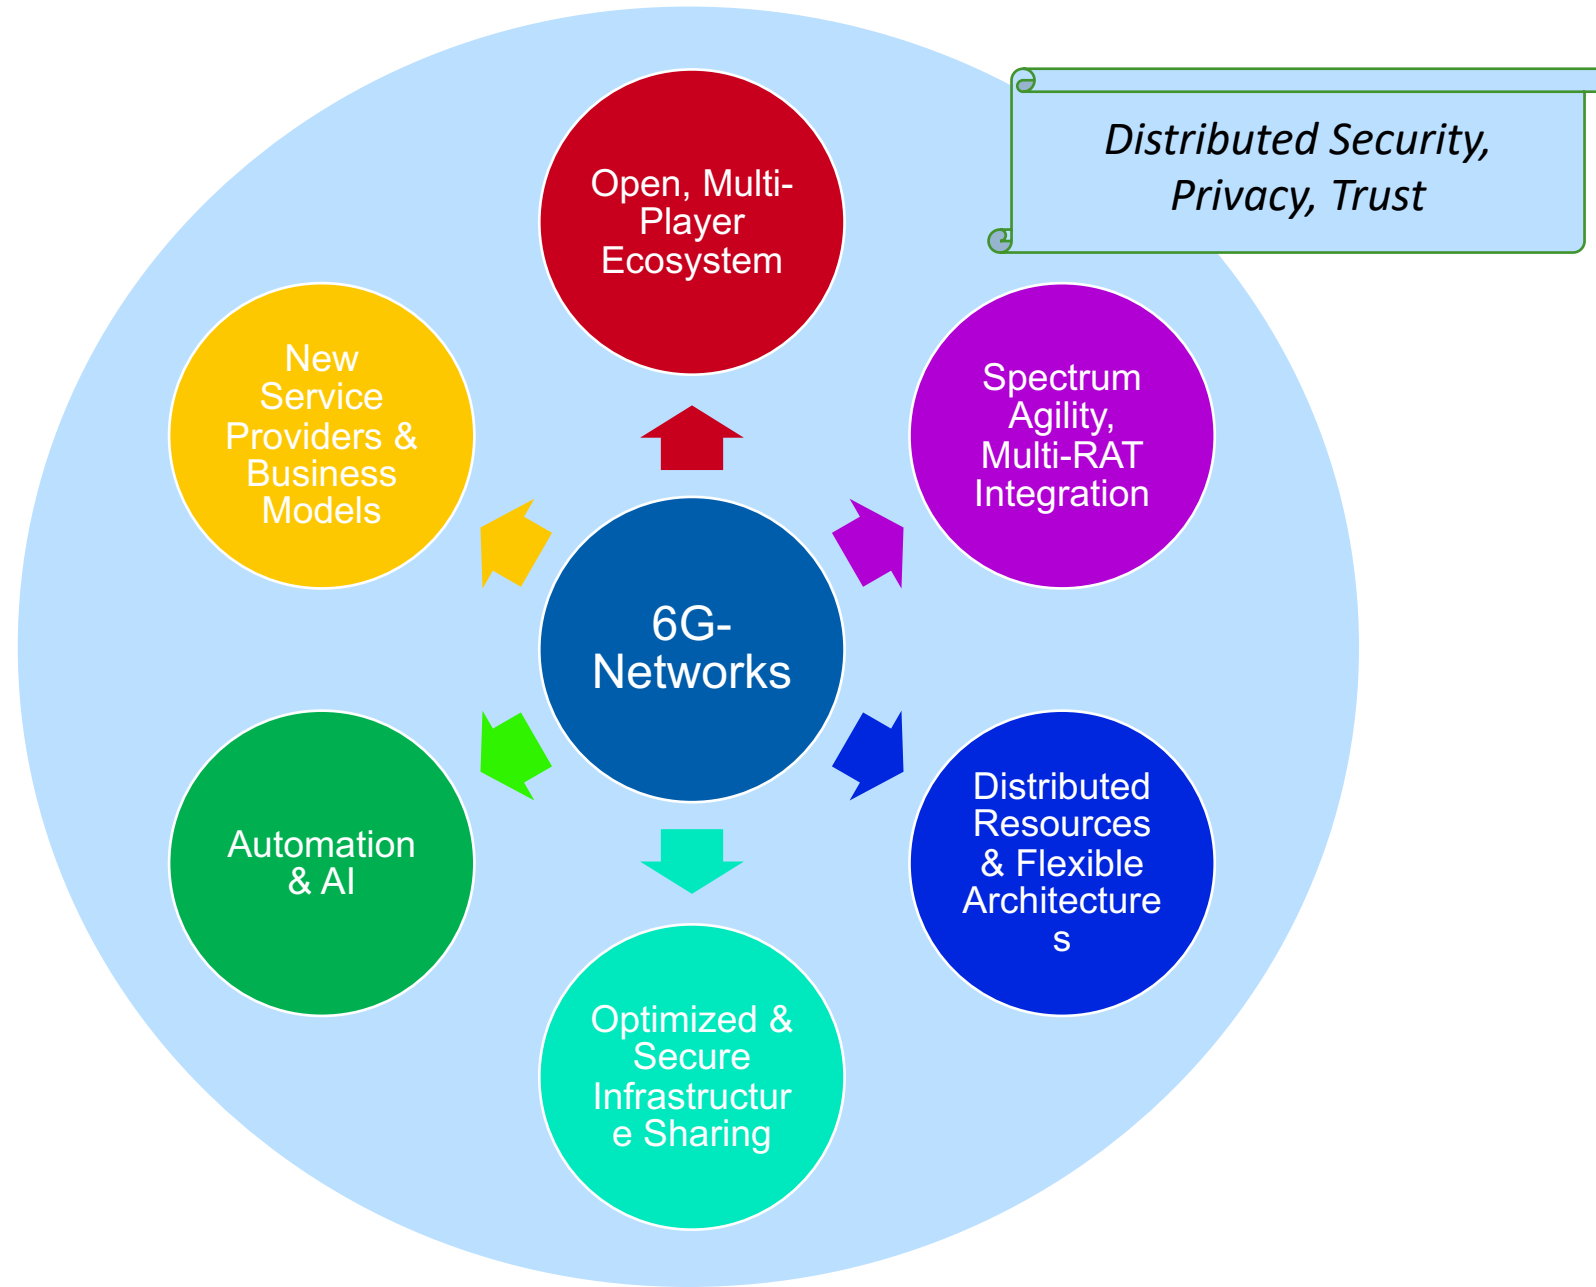 Distributed Security,
Privacy, Trust
Open, Multi-
Player
Ecosystem
Spectrum
Agility,
Multi-RAT
Integration
Distributed
Resources
& Flexible
Architecture
s
Optimized &
Secure
Infrastructur
e Sharing
Automation
& AI
New
Service
Providers &
Business
Models
6G-
Networks